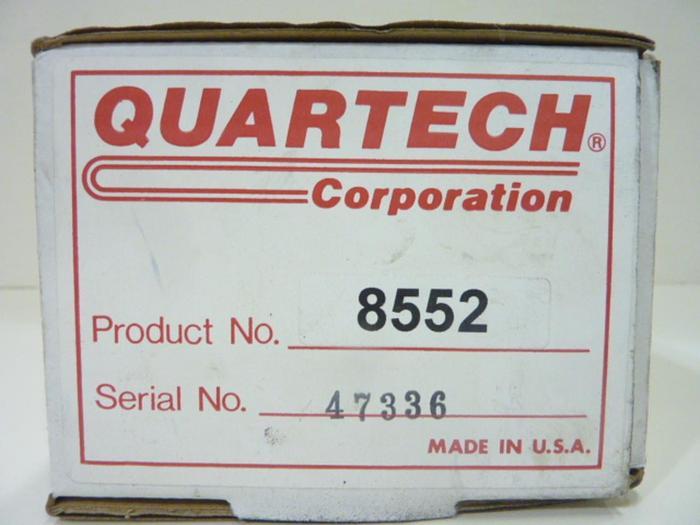 QUARTECH®
Corporation
Product No. 8552
Serial No. 47336
MADE IN U.S.A.